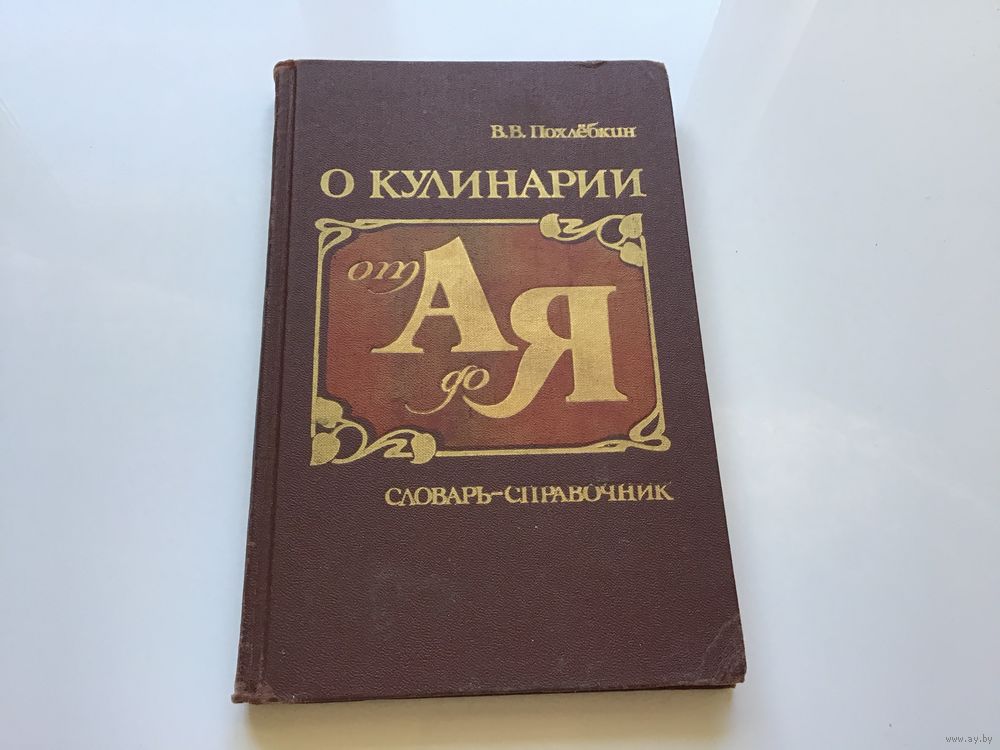 В. В. Похлёбкин
О КУЛИНАРИИ
от А
до Я
СЛОВАРЬ-СПРАВОЧНИК
© www.ay.by